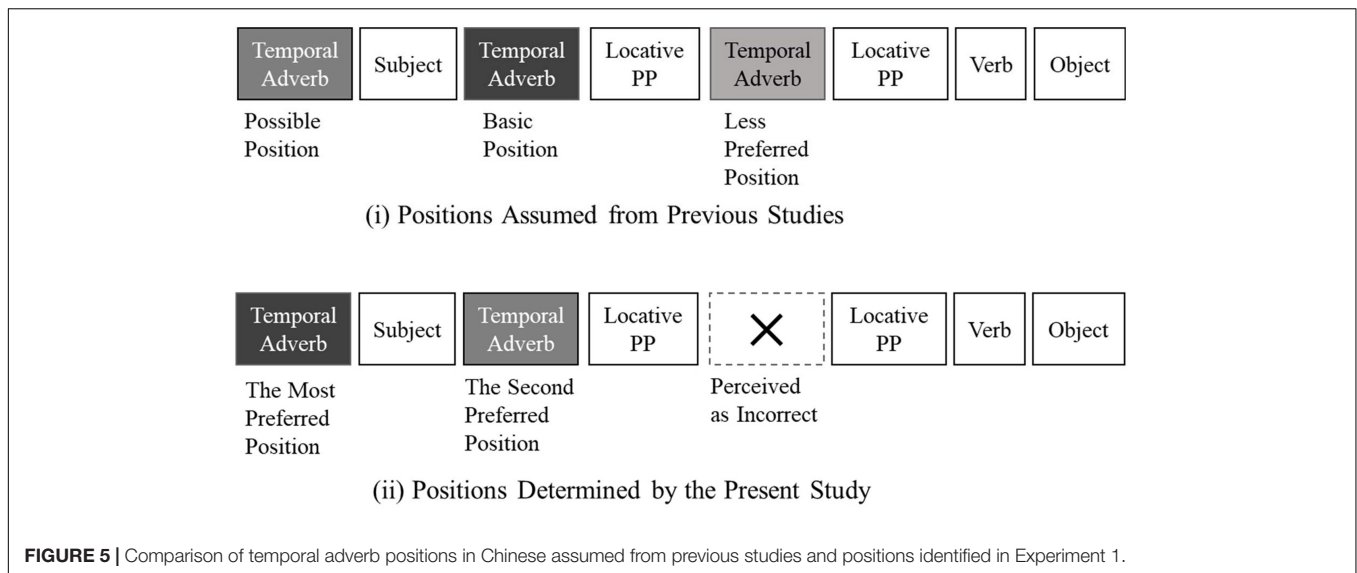 Temporal
Adverb
Subject
Temporal
Adverb
Locative
PP
Temporal
Adverb
Locative
PP
Verb
Object
Possible
Position
Basic
Position
Less
Preferred
Position
(i) Positions Assumed from Previous Studies
Temporal
Adverb
Subject
Temporal
Adverb
Locative
PP
Locative
PP
Verb
Object
The Most
Preferred
Position
The Second
Preferred
Position
Perceived
as Incorrect
(ii) Positions Determined by the Present Study
FIGURE 5 | Comparison of temporal adverb positions in Chinese assumed from previous studies and positions identified in Experiment 1.